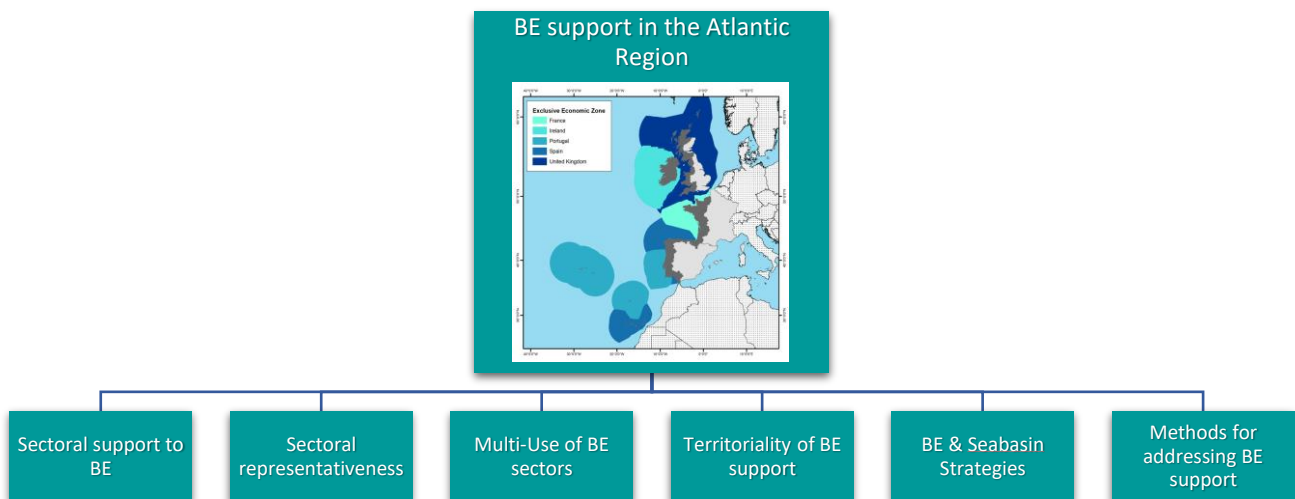 BE support in the Atlantic
Region
Exclusive Economic Zone
France
Ireland
Portugal
Spain
United Kingdom
Sectoral support to
BE
Sectoral
representativeness
Multi-Use of BE
sectors
Territoriality of BE
support
BE & Seabasin
Strategies
Methods for
addressing BE
support